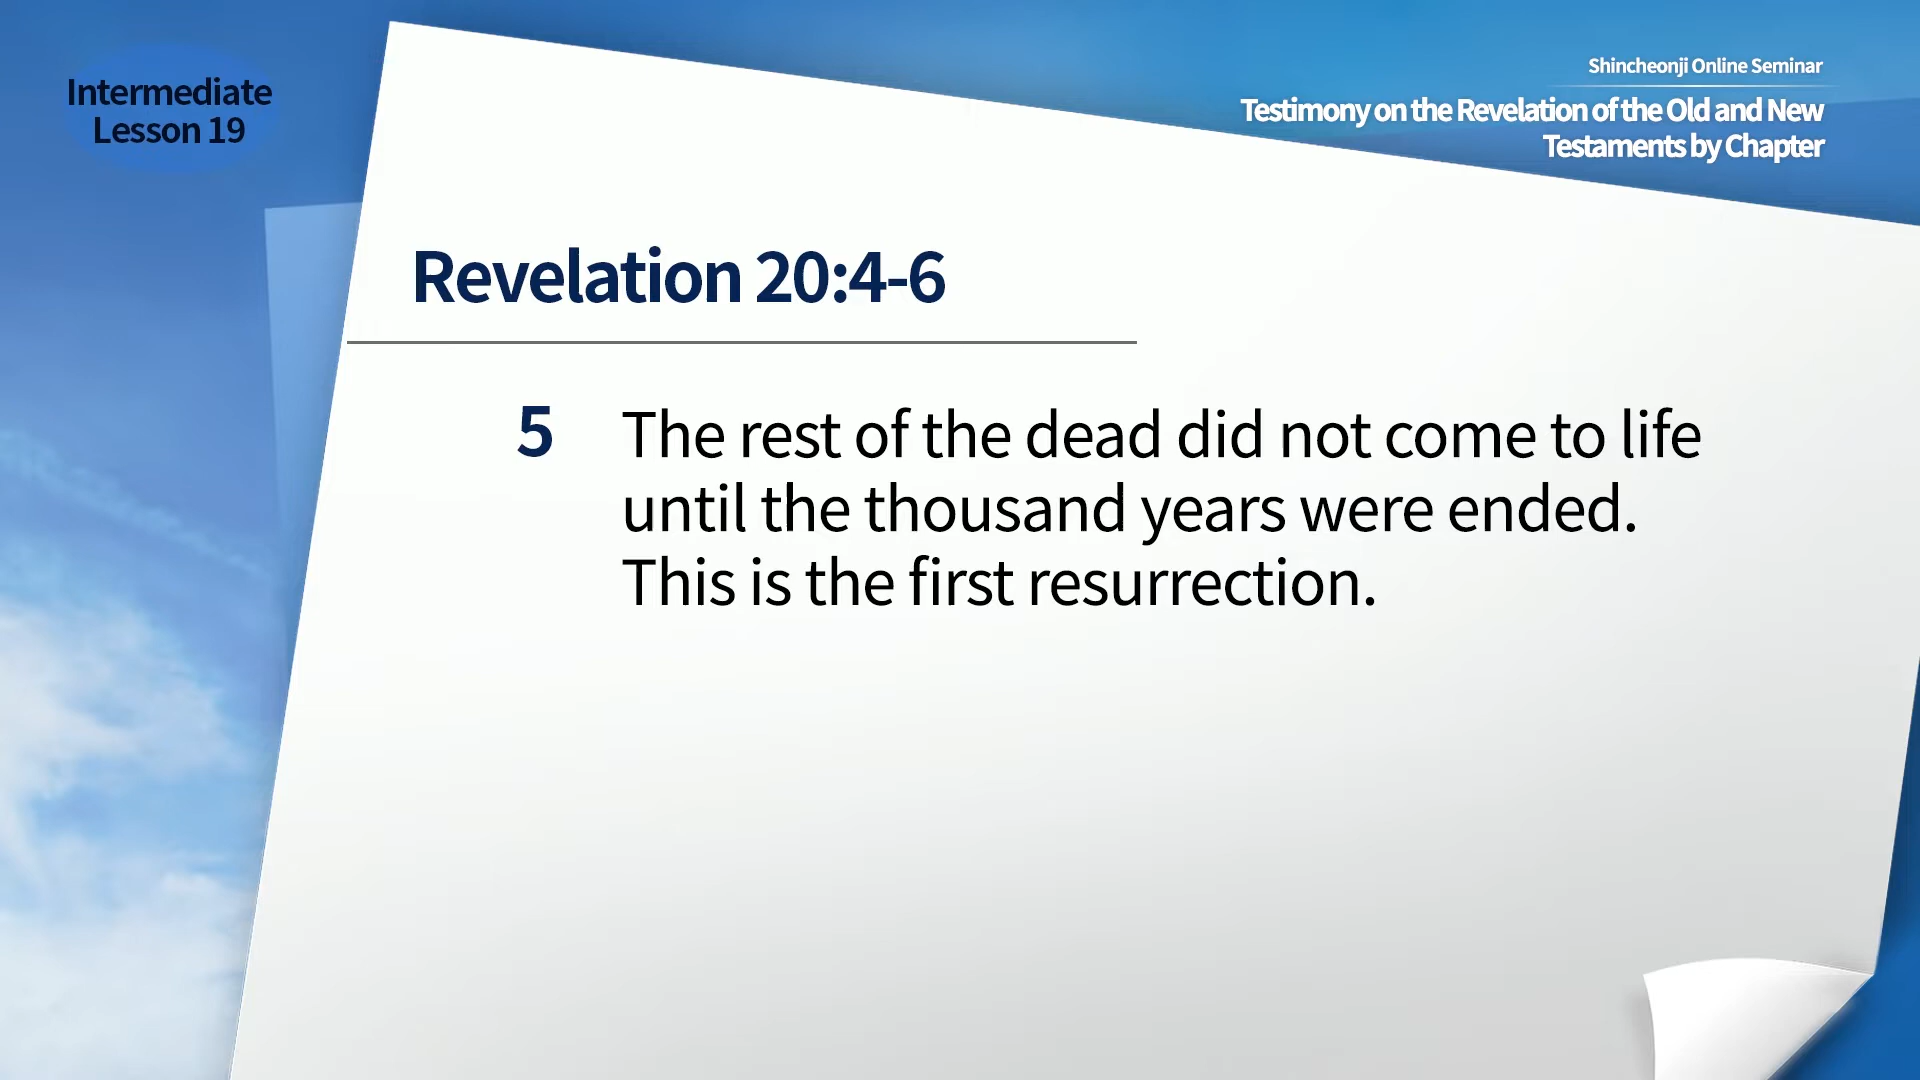 Intermediate
Lesson 19
Shincheonji Online Seminar
Testimony on the Revelation of the Old and New
Testaments by Chapter
Revelation 20:4-6
5 The rest of the dead did not come to life
until the thousand years were ended.
This is the first resurrection.